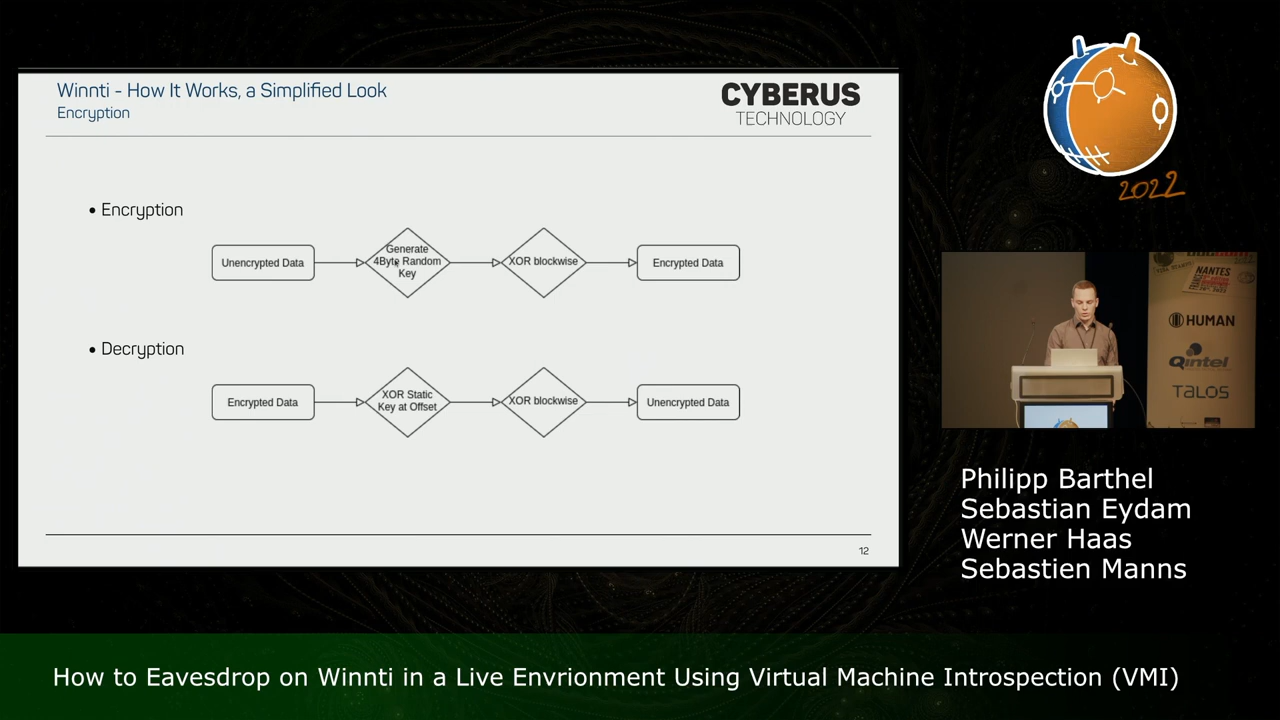 Winnti - How It Works, a Simplified Look
Encryption
CYBERUS
TECHNOLOGY
• Encryption
Unencrypted Data
Generate
4Byte Random
Key
XOR blockwise
Encrypted Data
• Decryption
Encrypted Data
XOR Static
Key at Offset
XOR blockwise
Unencrypted Data
12
2022
NANTES
HUMAN
Qintel
TALOS
Philipp Barthel
Sebastian Eydam
Werner Haas
Sebastien Manns
How to Eavesdrop on Winnti in a Live Envrionment Using Virtual Machine Introspection (VMI)